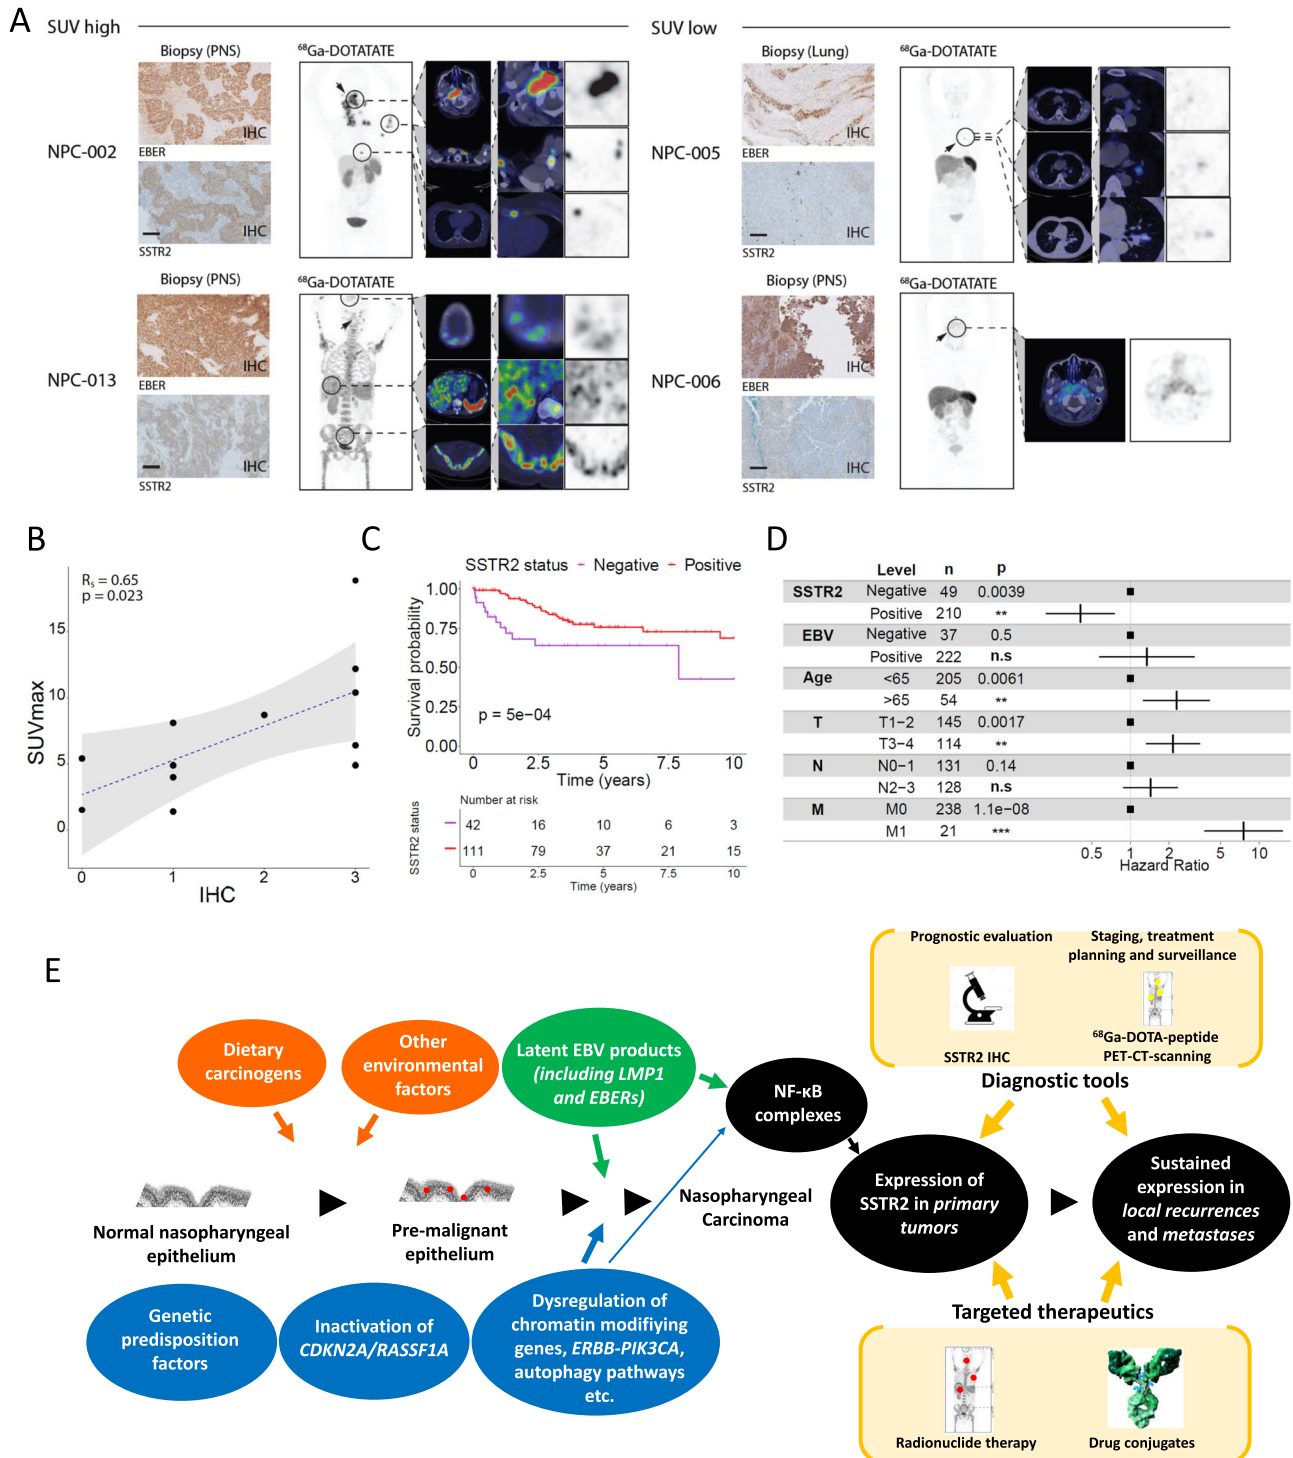 A
SUV high
SUV low
Biopsy (PNS)
68Ga-DOTATATE
IHC
EBER
NPC-002
IHC
SSTR2
Biopsy (Lung)
68Ga-DOTATATE
IHC
EBER
NPC-005
IHC
SSTR2
Biopsy (PNS)
68Ga-DOTATATE
IHC
EBER
NPC-013
IHC
SSTR2
Biopsy (PNS)
68Ga-DOTATATE
IHC
EBER
NPC-006
IHC
SSTR2
B
Rs = 0.65
p = 0.023
SUVmax
15
10
5
0
0 1 2 3
IHC
C
SSTR2 status Negative Positive
Survival probability
1.00
0.75
0.50
0.25
0.00
p = 5e−04
0 2.5 5 7.5 10
Time (years)
Number at risk
SSTR2 status
42 16 10 6 3
111 79 37 21 15
0 2.5 5 7.5 10
Time (years)
D
Level n p
SSTR2 Negative 49 0.0039
Positive 210 **
EBV Negative 37 0.5
Positive 222 n.s
Age <65 205 0.0061
>65 54 **
T T1−2 145 0.0017
T3−4 114 **
N N0−1 131 0.14
N2−3 128 n.s
M M0 238 1.1e−08
M1 21 ***
0.5 1 2 5 10
Hazard Ratio
E
Prognostic evaluation
SSTR2 IHC
Staging, treatment
planning and surveillance
68Ga-DOTA-peptide
PET-CT-scanning
Diagnostic tools
Dietary
carcinogens
Other
environmental
factors
Latent EBV products
(including LMP1
and EBERs)
NF-κB
complexes
Normal nasopharyngeal
epithelium
Pre-malignant
epithelium
Nasopharyngeal
Carcinoma
Expression of
SSTR2 in primary
tumors
Sustained
expression in
local recurrences
and metastases
Genetic
predisposition
factors
Inactivation of
CDKN2A/RASSF1A
Dysregulation of
chromatin modifiying
genes, ERBB-PIK3CA,
autophagy pathways
etc.
Targeted therapeutics
Radionuclide therapy
Drug conjugates